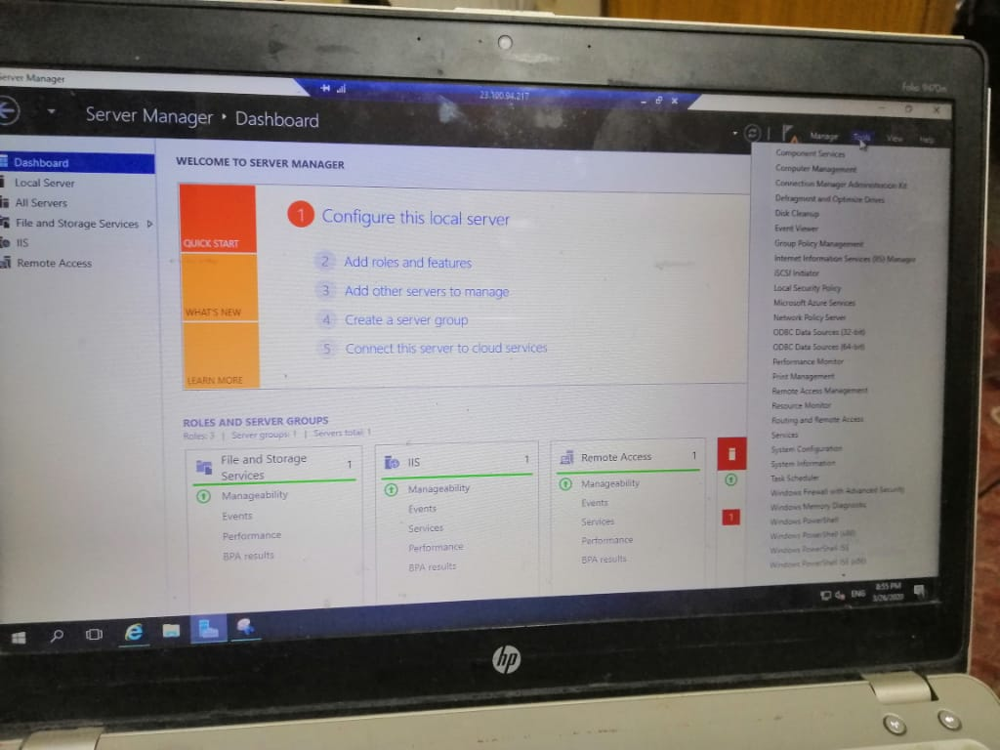 Server Manager
23.100.94.217
Folio 9470m
Server Manager • Dashboard
Manage Tools View Help
Dashboard
Local Server
All Servers
File and Storage Services
IIS
Remote Access
WELCOME TO SERVER MANAGER
QUICK START
WHAT'S NEW
LEARN MORE
1 Configure this local server
2 Add roles and features
3 Add other servers to manage
4 Create a server group
5 Connect this server to cloud services
ROLES AND SERVER GROUPS
Roles: 3 | Server groups: 1 | Servers total: 1
File and Storage Services 1
Manageability
Events
Performance
BPA results
IIS 1
Manageability
Events
Services
Performance
BPA results
Remote Access 1
Manageability
Events
Services
Performance
BPA results
1
Component Services
Computer Management
Connection Manager Administration Kit
Defragment and Optimize Drives
Disk Cleanup
Event Viewer
Group Policy Management
Internet Information Services (IIS) Manager
iSCSI Initiator
Local Security Policy
Microsoft Azure Services
Network Policy Server
ODBC Data Sources (32-bit)
ODBC Data Sources (64-bit)
Performance Monitor
Print Management
Remote Access Management
Resource Monitor
Routing and Remote Access
Services
System Configuration
System Information
Task Scheduler
Windows Firewall with Advanced Security
Windows Memory Diagnostic
Windows PowerShell
Windows PowerShell (x86)
Windows PowerShell ISE
Windows PowerShell ISE (x86)
ENG
8:55 PM
3/26/2020
hp